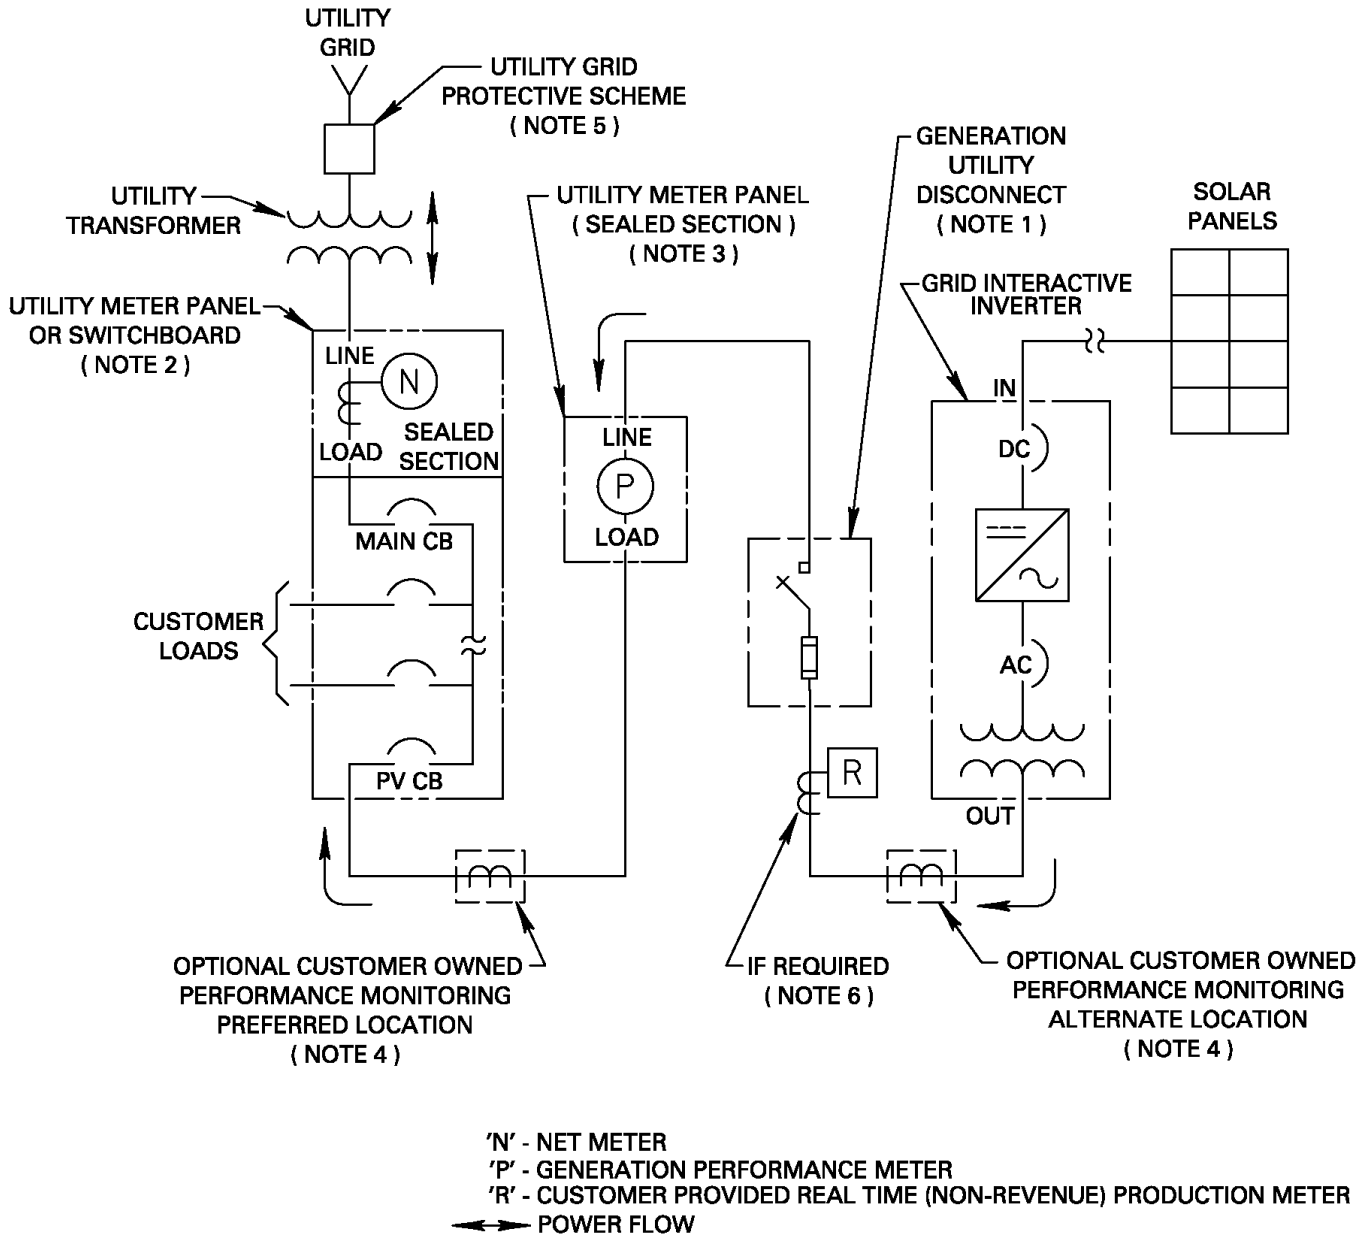 UTILITY
GRID
UTILITY GRID
PROTECTIVE SCHEME
( NOTE 5 )
UTILITY
TRANSFORMER
UTILITY METER PANEL
( SEALED SECTION )
( NOTE 3 )
GENERATION
UTILITY
DISCONNECT
( NOTE 1 )
SOLAR
PANELS
GRID INTERACTIVE
INVERTER
UTILITY METER PANEL
OR SWITCHBOARD
( NOTE 2 )
LINE
N
LOAD
SEALED
SECTION
MAIN CB
CUSTOMER
LOADS
PV CB
LINE
P
LOAD
IN
DC
AC
OUT
R
OPTIONAL CUSTOMER OWNED
PERFORMANCE MONITORING
PREFERRED LOCATION
( NOTE 4 )
IF REQUIRED
( NOTE 6 )
OPTIONAL CUSTOMER OWNED
PERFORMANCE MONITORING
ALTERNATE LOCATION
( NOTE 4 )
'N' - NET METER
'P' - GENERATION PERFORMANCE METER
'R' - CUSTOMER PROVIDED REAL TIME (NON-REVENUE) PRODUCTION METER
POWER FLOW